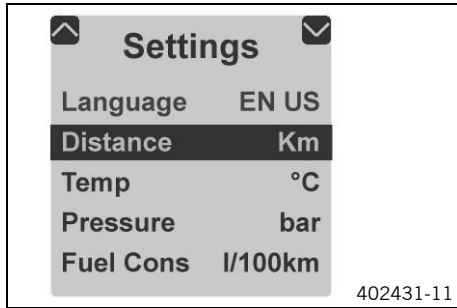 Settings
Language EN US
Distance Km
Temp °C
Pressure bar
Fuel Cons l/100km
402431-11